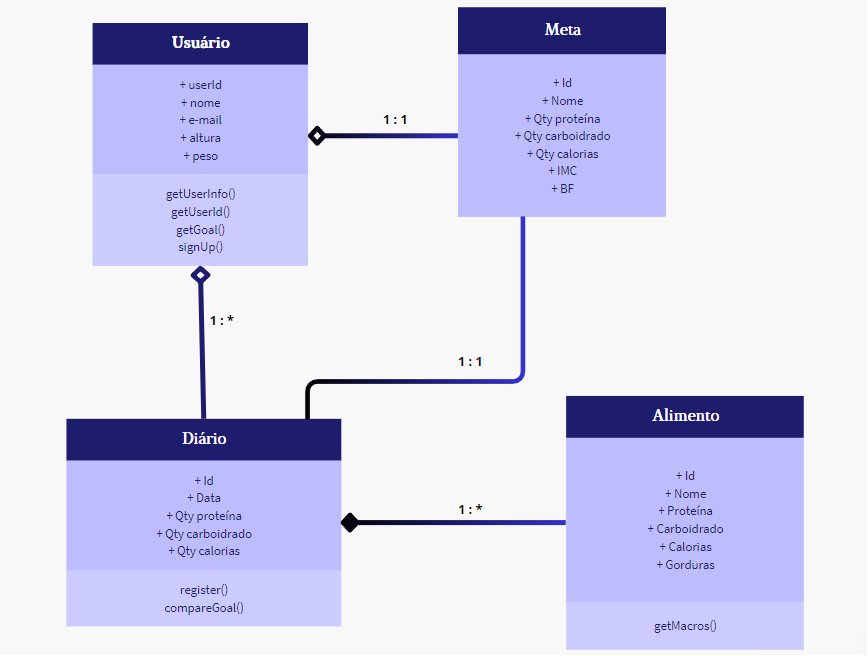 Usuário
+ userId
+ nome
+ e-mail
+ altura
+ peso
getUserInfo()
getUserId()
getGoal()
signUp()
1 : 1
Meta
+ Id
+ Nome
+ Qty proteína
+ Qty carboidrado
+ Qty calorias
+ IMC
+ BF
1 : *
1 : 1
Diário
+ Id
+ Data
+ Qty proteína
+ Qty carboidrado
+ Qty calorias
register()
compareGoal()
1 : *
Alimento
+ Id
+ Nome
+ Proteína
+ Carboidrado
+ Calorias
+ Gorduras
getMacros()